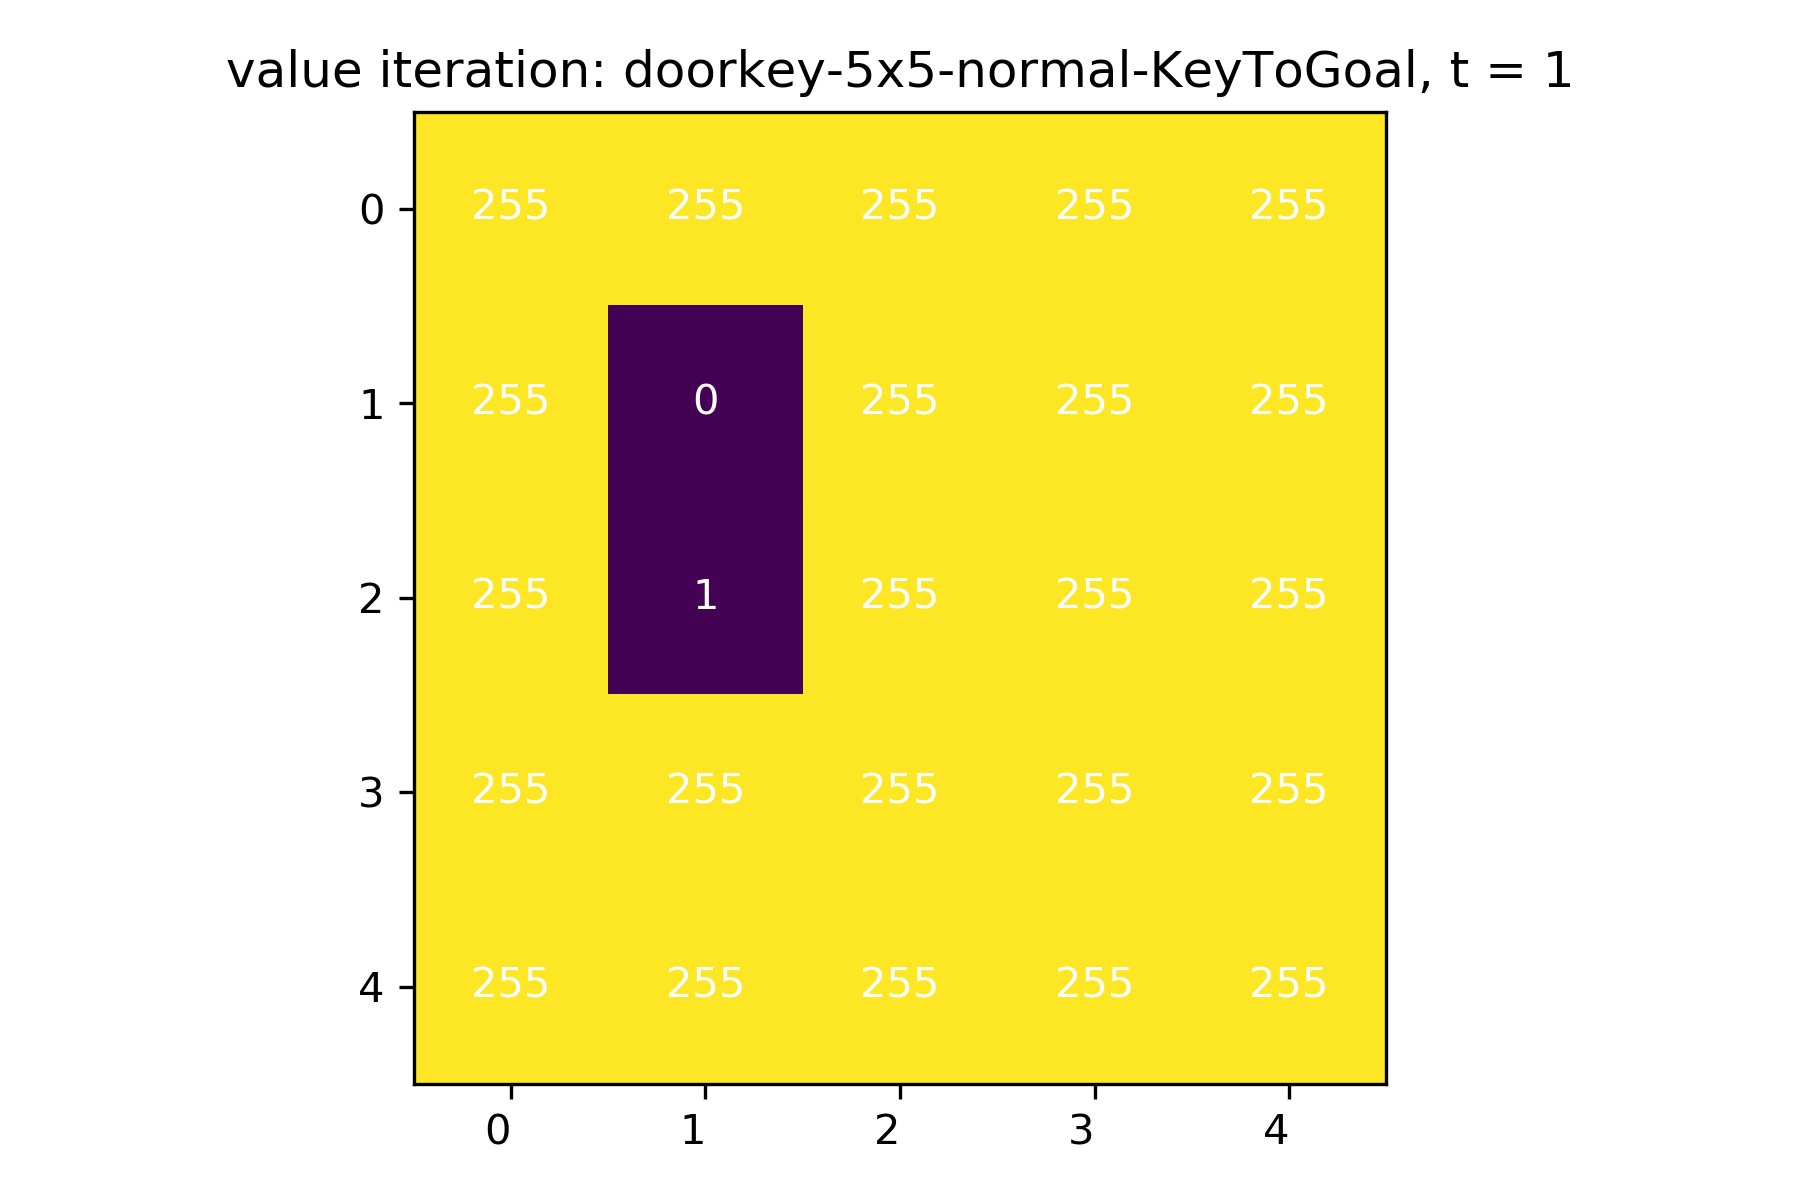 value iteration: doorkey-5x5-normal-KeyToGoal, t = 1
0 255 255 255 255 255
1 255 0 255 255 255
2 255 1 255 255 255
3 255 255 255 255 255
4 255 255 255 255 255
0 1 2 3 4